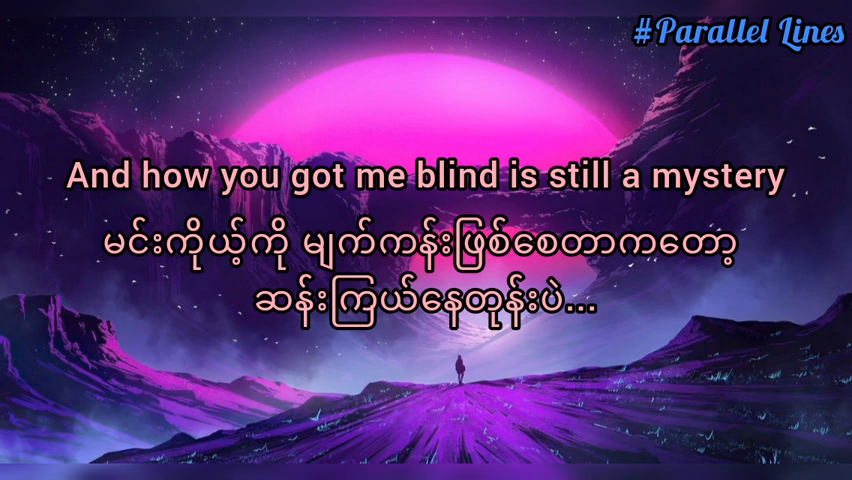 #Parallel Lines
And how you got me blind is still a mystery
မင်းကိုယ့်ကို မျက်ကန်းဖြစ်စေတာကတော့
ဆန်းကြယ်နေတုန်းပဲ...